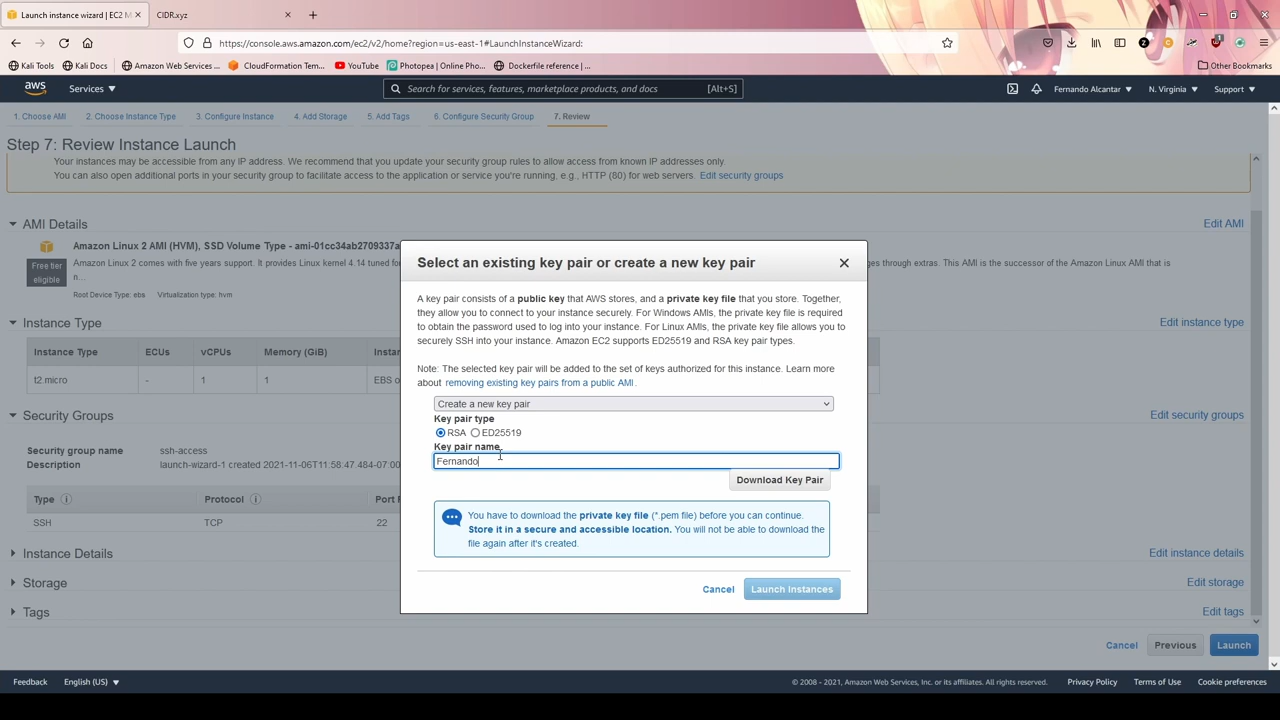 Launch instance wizard | EC2 M
CIDR.xyz
https://console.aws.amazon.com/ec2/v2/home?region=us-east-1#LaunchInstanceWizard:
Kali Tools
Kali Docs
Amazon Web Services ...
CloudFormation Tem...
YouTube
Photopea | Online Pho...
Dockerfile reference | ...
Other Bookmarks
aws
Services
Search for services, features, marketplace products, and docs
[Alt+S]
Fernando Alcantar
N. Virginia
Support
1. Choose AMI
2. Choose Instance Type
3. Configure Instance
4. Add Storage
5. Add Tags
6. Configure Security Group
7. Review
Step 7: Review Instance Launch
Your instances may be accessible from any IP address. We recommend that you update your security group rules to allow access from known IP addresses only.
You can also open additional ports in your security group to facilitate access to the application or service you're running, e.g., HTTP (80) for web servers. Edit security groups
AMI Details
Edit AMI
Amazon Linux 2 AMI (HVM), SSD Volume Type - ami-01cc34ab2709337a
Free tier
eligible
Amazon Linux 2 comes with five years support. It provides Linux kernel 4.14 tuned for
ges through extras. This AMI is the successor of the Amazon Linux AMI that is
n...
Root Device Type: ebs Virtualization type: hvm
Instance Type
Edit instance type
Instance Type
ECUs
vCPUs
Memory (GiB)
Instan
t2.micro
-
1
1
EBS o
Security Groups
Edit security groups
Security group name
ssh-access
Description
launch-wizard-1 created 2021-11-06T11:58:47.484-07:00
Type
Protocol
Port R
SSH
TCP
22
Instance Details
Edit instance details
Storage
Edit storage
Tags
Edit tags
Select an existing key pair or create a new key pair
A key pair consists of a public key that AWS stores, and a private key file that you store. Together,
they allow you to connect to your instance securely. For Windows AMIs, the private key file is required
to obtain the password used to log into your instance. For Linux AMIs, the private key file allows you to
securely SSH into your instance. Amazon EC2 supports ED25519 and RSA key pair types.
Note: The selected key pair will be added to the set of keys authorized for this instance. Learn more
about removing existing key pairs from a public AMI.
Create a new key pair
Key pair type
RSA
ED25519
Key pair name
Fernando
Download Key Pair
You have to download the private key file (*.pem file) before you can continue.
Store it in a secure and accessible location. You will not be able to download the
file again after it's created.
Cancel
Launch Instances
Cancel
Previous
Launch
Feedback
English (US)
© 2008 - 2021, Amazon Web Services, Inc. or its affiliates. All rights reserved.
Privacy Policy
Terms of Use
Cookie preferences